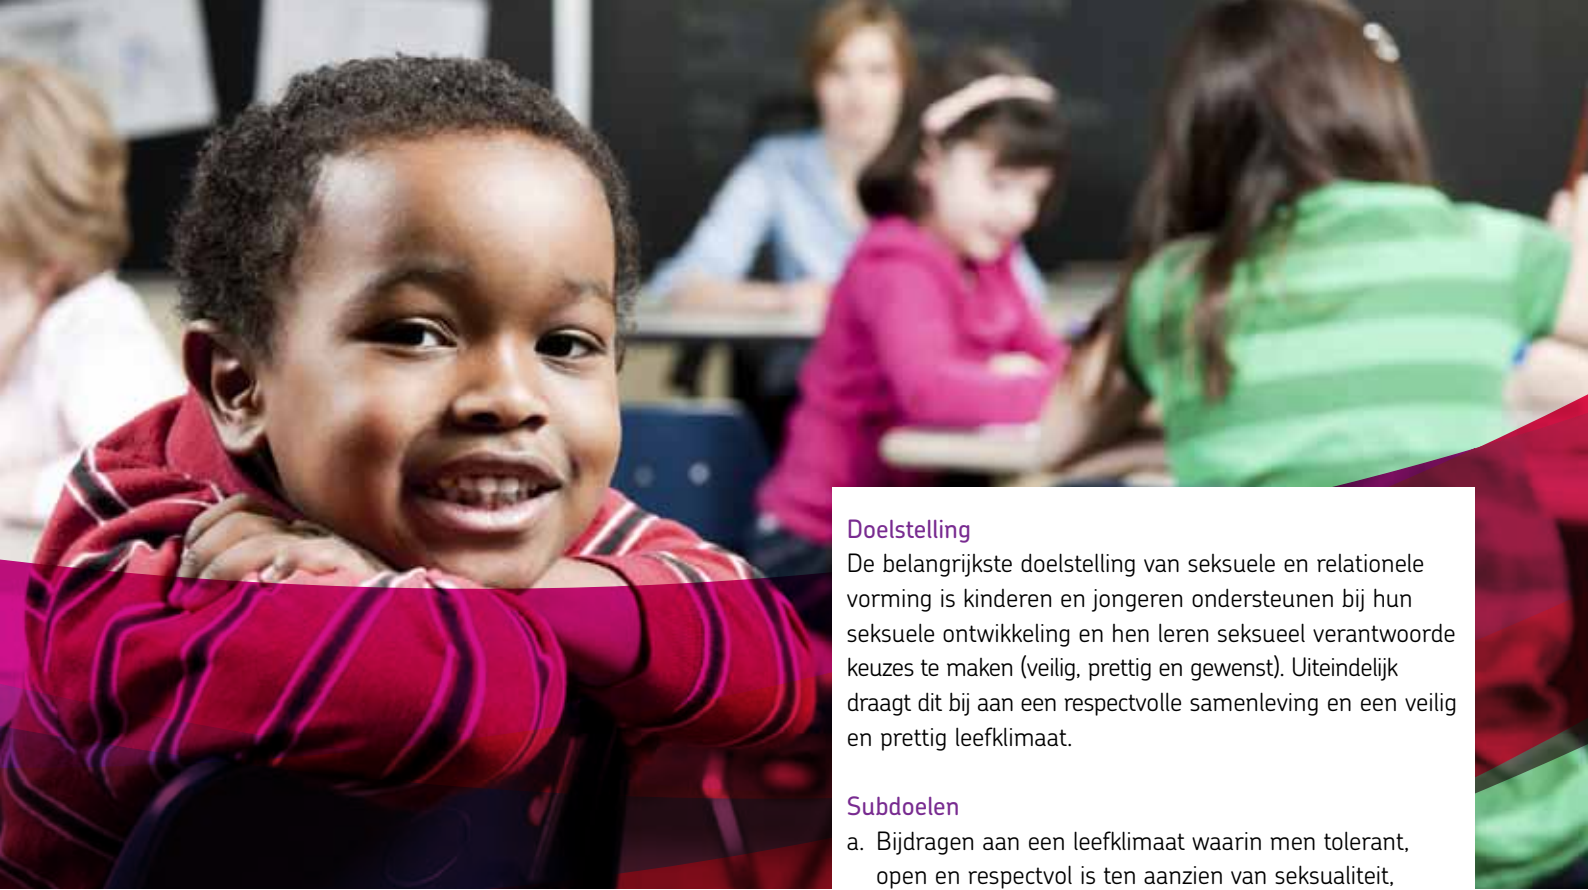 Doelstelling
De belangrijkste doelstelling van seksuele en relationele
vorming is kinderen en jongeren ondersteunen bij hun
seksuele ontwikkeling en hen leren seksueel verantwoorde
keuzes te maken (veilig, prettig en gewenst). Uiteindelijk
draagt dit bij aan een respectvolle samenleving en een veilig
en prettig leefklimaat.
Subdoelen
a. Bijdragen aan een leefklimaat waarin men tolerant,
open en respectvol is ten aanzien van seksualiteit,